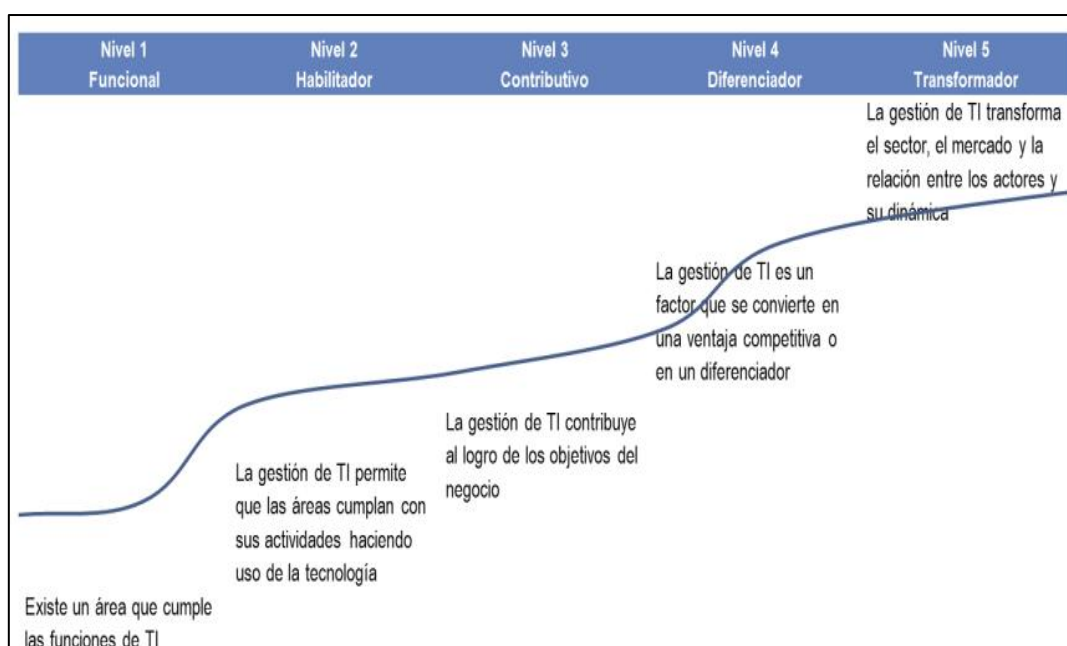 Nivel 1
Funcional
Nivel 2
Habilitador
Nivel 3
Contributivo
Nivel 4
Diferenciador
Nivel 5
Transformador
La gestión de TI transforma
el sector, el mercado y la
relación entre los actores y
su dinámica
La gestión de TI es un
factor que se convierte en
una ventaja competitiva o
en un diferenciador
La gestión de TI contribuye
al logro de los objetivos del
negocio
La gestión de TI permite
que las áreas cumplan con
sus actividades haciendo
uso de la tecnología
Existe un área que cumple
las funciones de TI